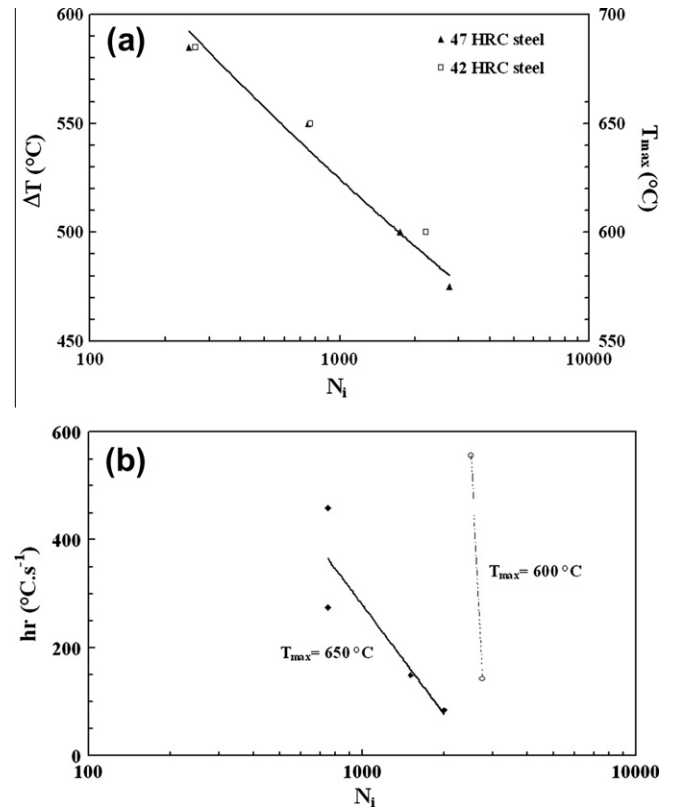 (a)
600
550
500
450
ΔT (°C)
▲ 47 HRC steel
□ 42 HRC steel
700
650
600
550
Tmax (°C)
100
1000
10000
Ni
(b)
600
400
200
0
hr (°C.s⁻¹)
Tmax= 650 °C
Tmax= 600 °C
100
1000
10000
Ni